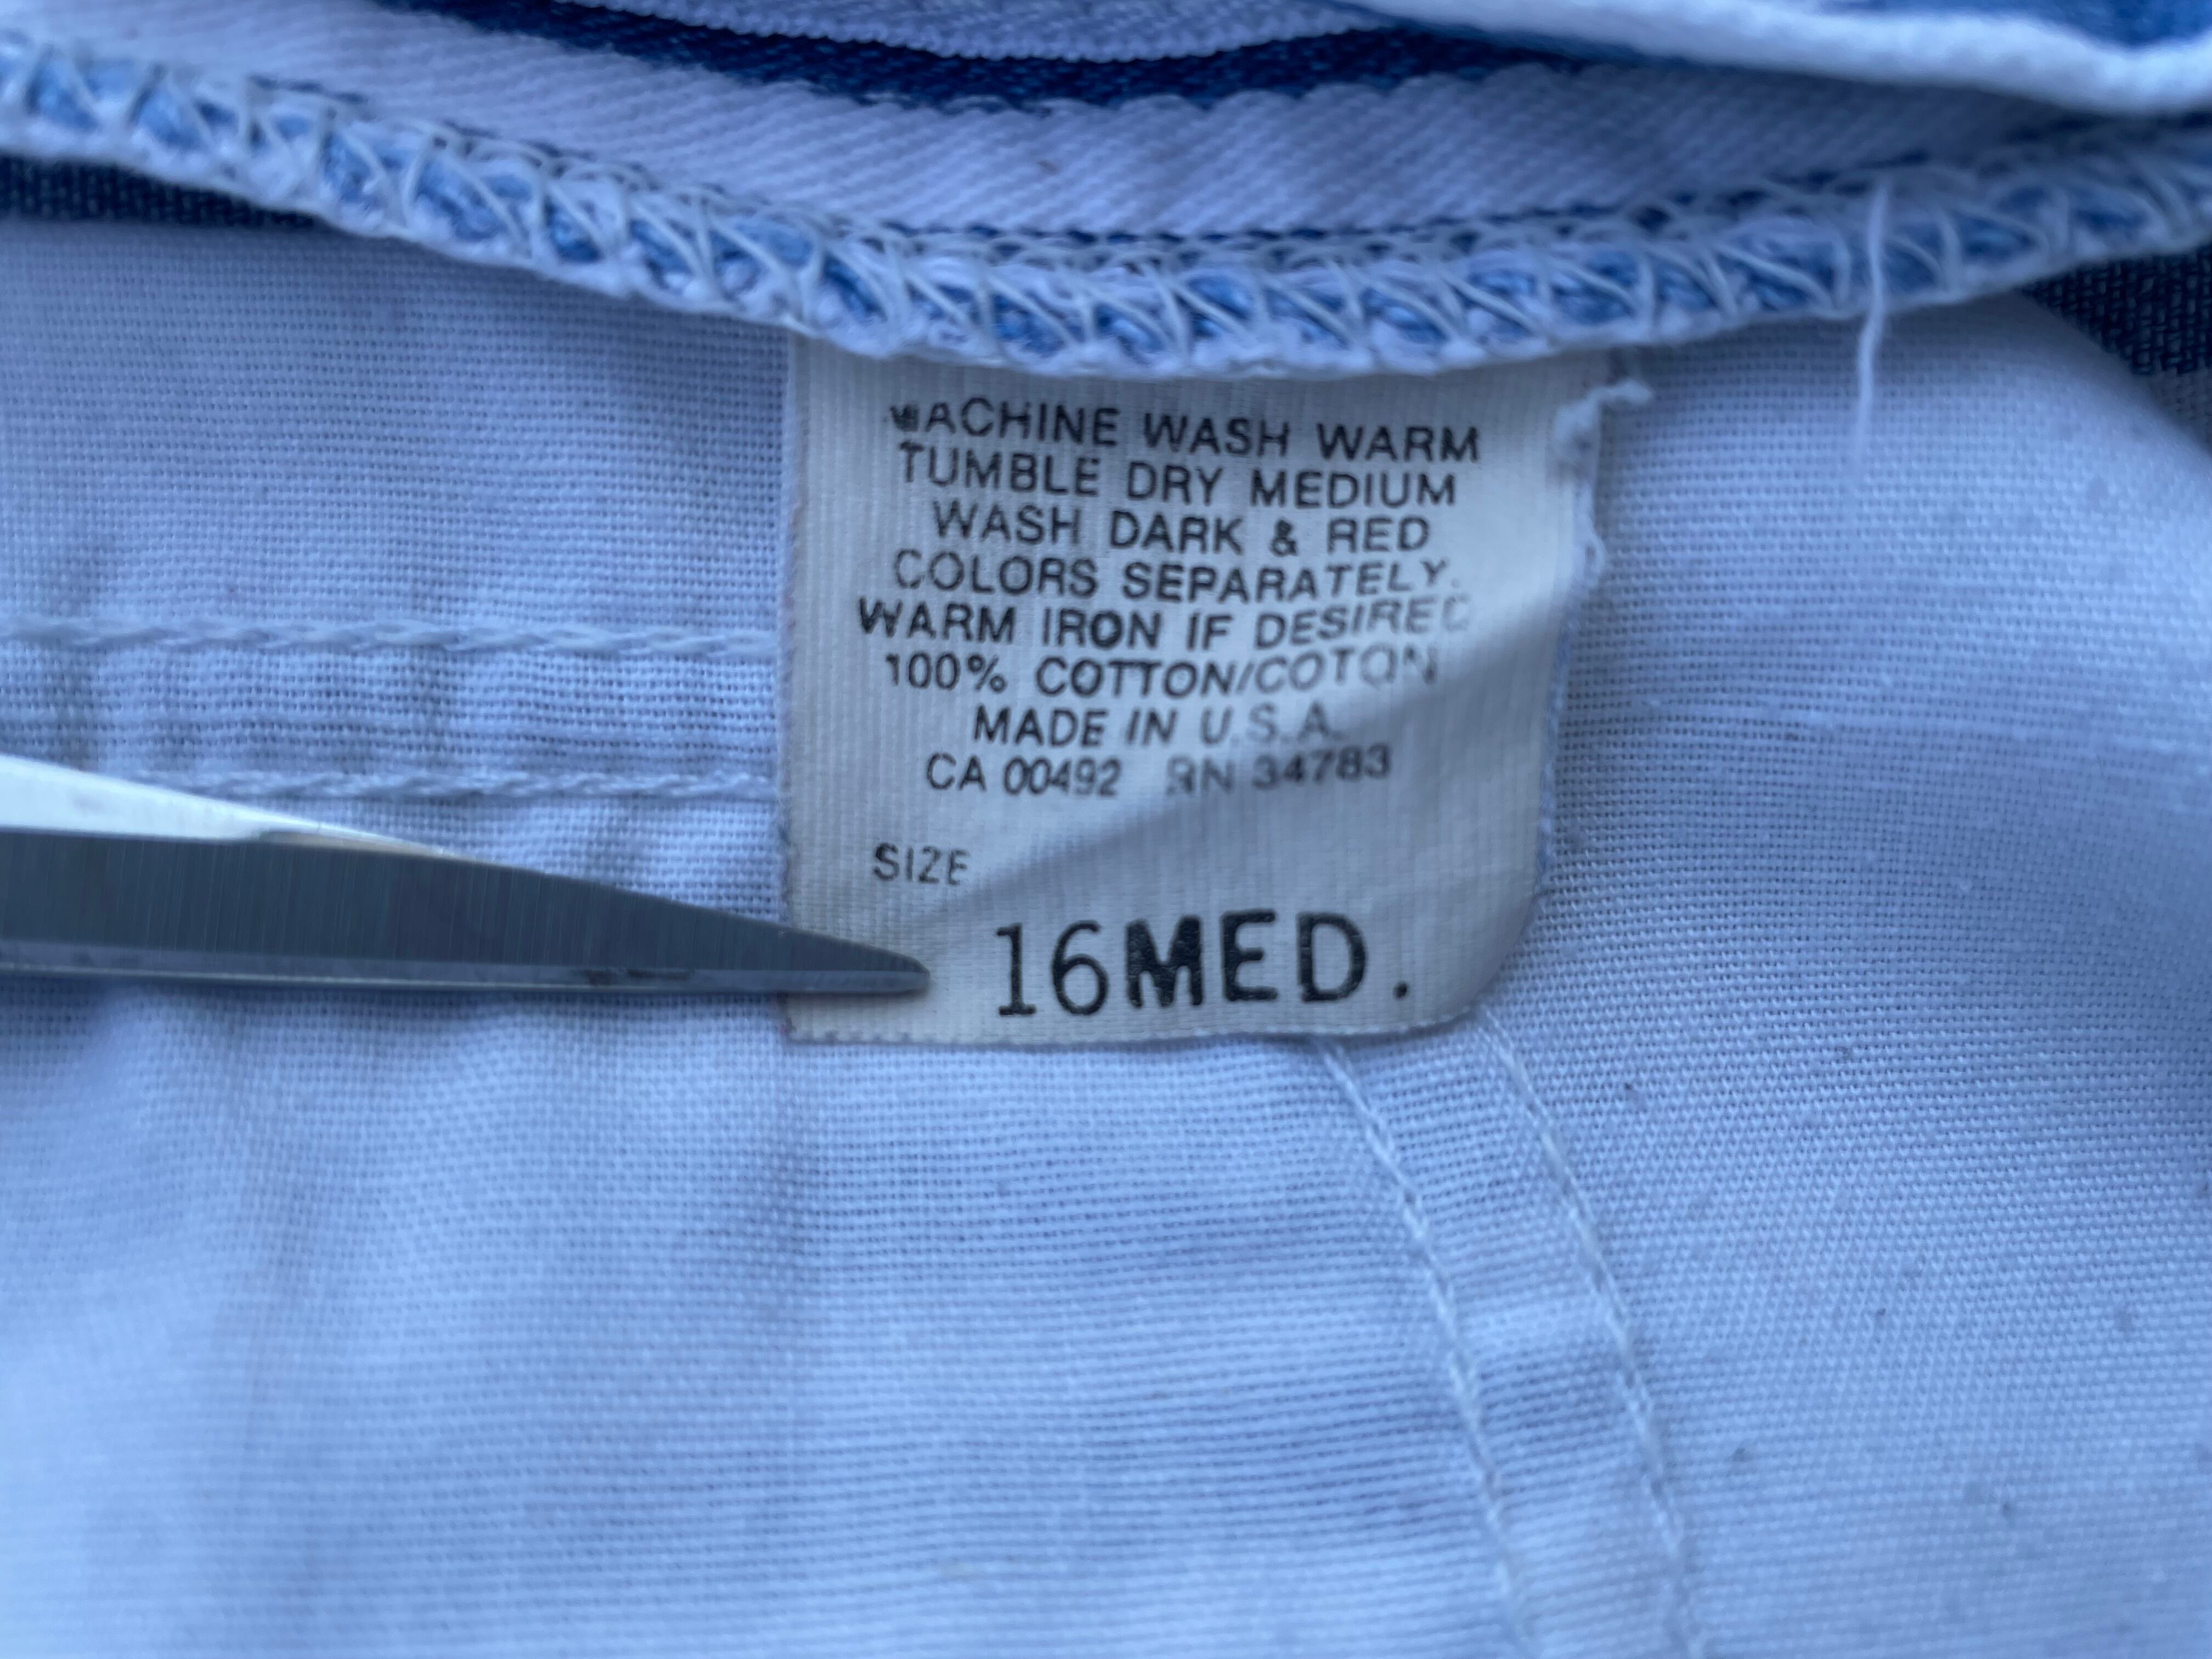 MACHINE WASH WARM
TUMBLE DRY MEDIUM
WASH DARK & RED
COLORS SEPARATELY.
WARM IRON IF DESIRED
100% COTTON/COTON
MADE IN U.S.A.
CA 00492 RN 34783
SIZE
16MED.